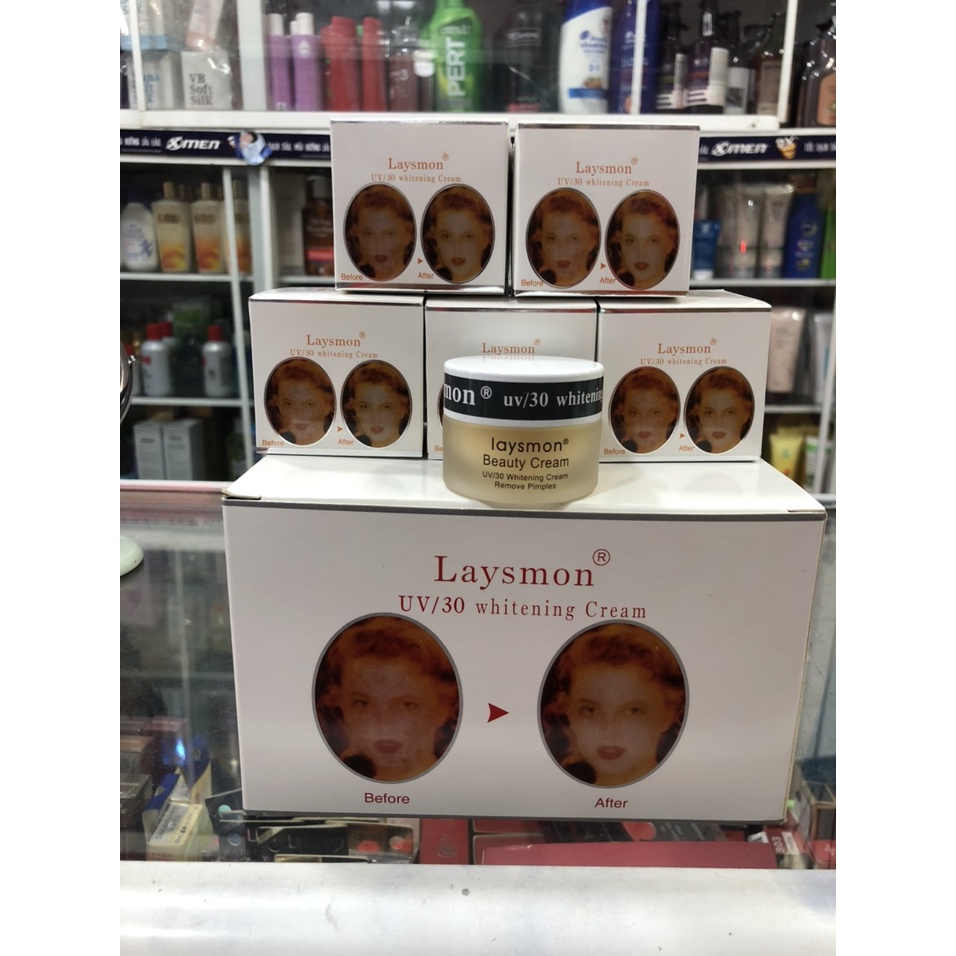 PERT
VB
Soft
Silk
X-MEN
X-MEN
Laysmon®
UV/30 whitening Cream
Before
After
Laysmon®
UV/30 whitening Cream
Before
After
Laysmon®
UV/30 whitening Cream
Before
After
Laysmon®
Laysmon®
UV/30 whitening Cream
Before
After
® uv/30 whitening
laysmon®
Beauty Cream
UV/30 Whitening Cream
Remove Pimples
Laysmon®
UV/30 whitening Cream
Before
After